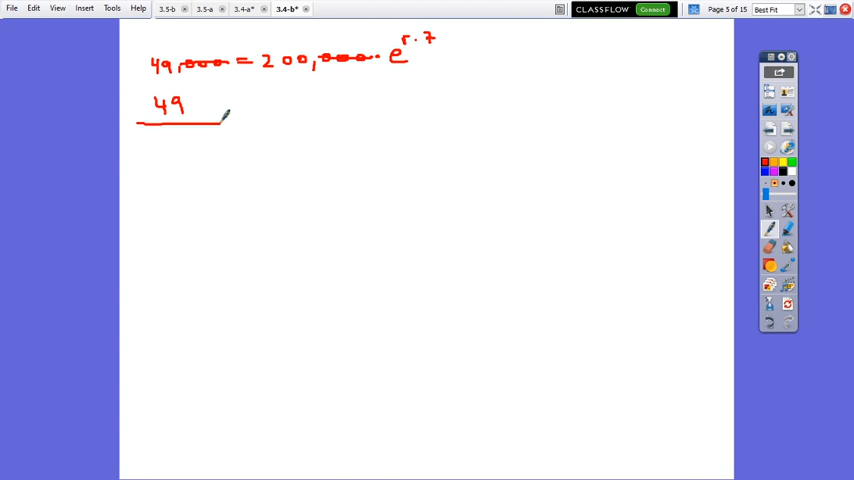 File Edit View Insert Tools Help 3.5-b 3.5-a 3.4-a* 3.4-b* CLASSFLOW Connect Page 5 of 15 Best Fit
49,000 = 200,000 · e^r·7
49